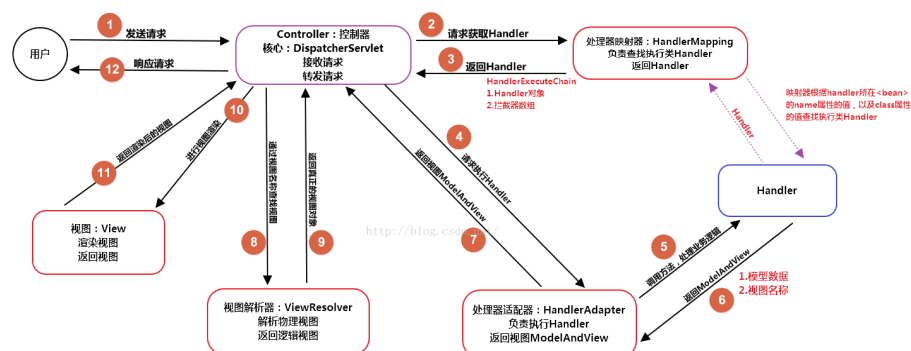 1
发送请求
用户
12
响应请求
Controller：控制器
核心：DispatcherServlet
接收请求
转发请求
2
请求获取Handler
3
返回Handler
HandlerExecuteChain
1.Handler对象
2.拦截器数组
处理器映射器：HandlerMapping
负责查找执行类Handler
返回Handler
Handler
映射器根据handler所在<bean>
的name属性的值，以及class属性
的值查找执行类Handler
Handler
4
请求执行Handler
5
调用方法，处理业务逻辑
6
返回ModelAndView
1.模型数据
2.视图名称
处理器适配器：HandlerAdapter
负责执行Handler
返回视图ModelAndView
7
返回视图ModelAndView
8
通过视图名称查找视图
9
返回真正的视图对象
视图解析器：ViewResolver
解析物理视图
返回逻辑视图
10
进行视图渲染
11
返回渲染后的视图
视图：View
渲染视图
返回视图